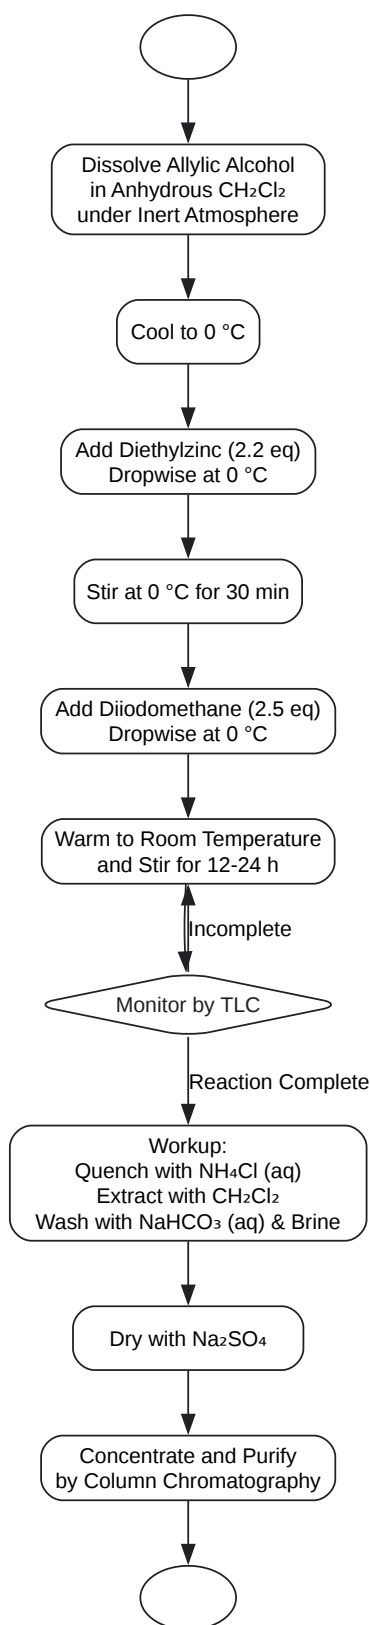 Dissolve Allylic Alcohol
in Anhydrous CH₂Cl₂
under Inert Atmosphere
Cool to 0 °C
Add Diethylzinc (2.2 eq)
Dropwise at 0 °C
Stir at 0 °C for 30 min
Add Diiodomethane (2.5 eq)
Dropwise at 0 °C
Warm to Room Temperature
and Stir for 12-24 h
Incomplete
Monitor by TLC
Reaction Complete
Workup:
Quench with NH₄Cl (aq)
Extract with CH₂Cl₂
Wash with NaHCO₃ (aq) & Brine
Dry with Na₂SO₄
Concentrate and Purify
by Column Chromatography